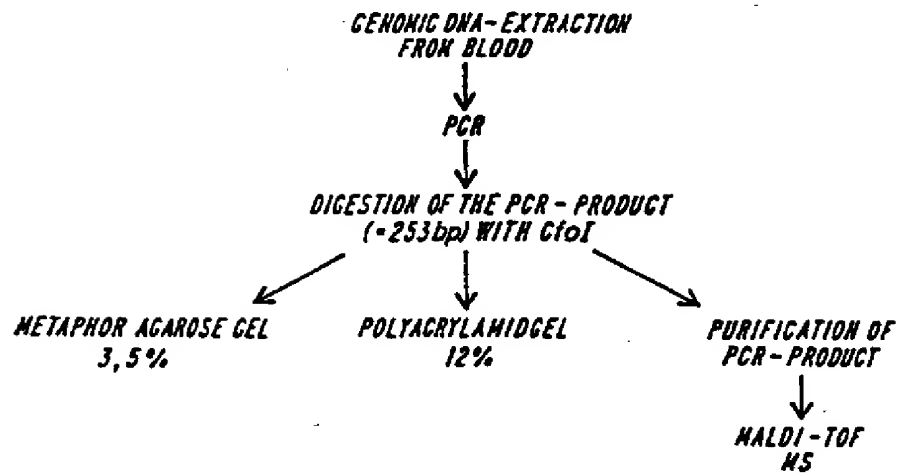 GENOMIC DNA-EXTRACTION
FROM BLOOD
PCR
DIGESTION OF THE PCR-PRODUCT
(=253bp) WITH CfoI
METAPHOR AGAROSE GEL
3,5%
POLYACRYLAMIDGEL
12%
PURIFICATION OF
PCR-PRODUCT
MALDI-TOF
MS